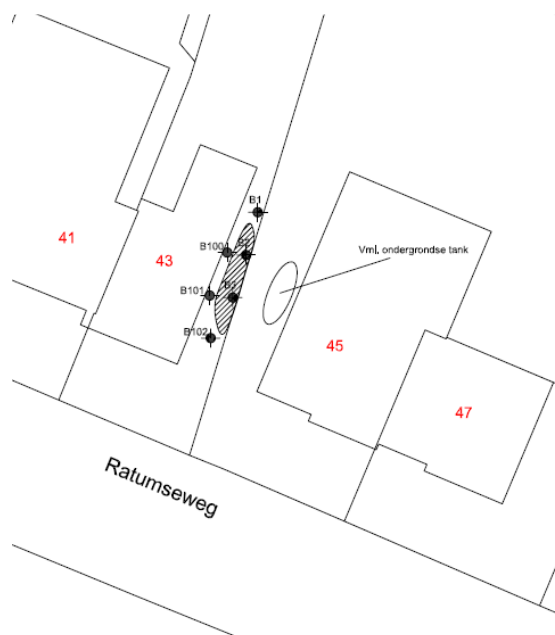 B1
B100
B2
Vml. ondergrondse tank
41
43
B101
B3
B102
45
47
Ratumseweg